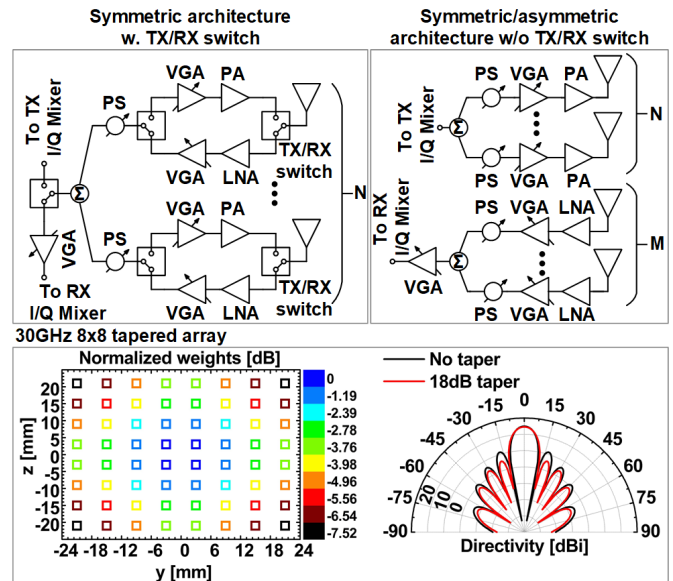 Symmetric architecture
w. TX/RX switch
Symmetric/asymmetric
architecture w/o TX/RX switch
VGA PA
PS
To TX
I/Q Mixer
TX/RX
switch
VGA LNA
Σ
N
VGA
To RX
I/Q Mixer
VGA PA
PS
TX/RX
switch
VGA LNA
PS VGA PA
To TX
I/Q Mixer
Σ
N
PS VGA PA
To RX
I/Q Mixer
PS VGA LNA
Σ
M
VGA
PS VGA LNA
30GHz 8x8 tapered array
Normalized weights [dB]
z [mm]
20
15
10
5
0
-5
-10
-15
-20
-24 -18 -12 -6 0 6 12 18 24
y [mm]
0
-1.19
-2.39
-2.78
-3.76
-3.98
-4.96
-5.56
-6.54
-7.52
No taper
18dB taper
-90 -75 -60 -45 -30 -15 0 15 30 45 60 75 90
20 10 0
Directivity [dBi]